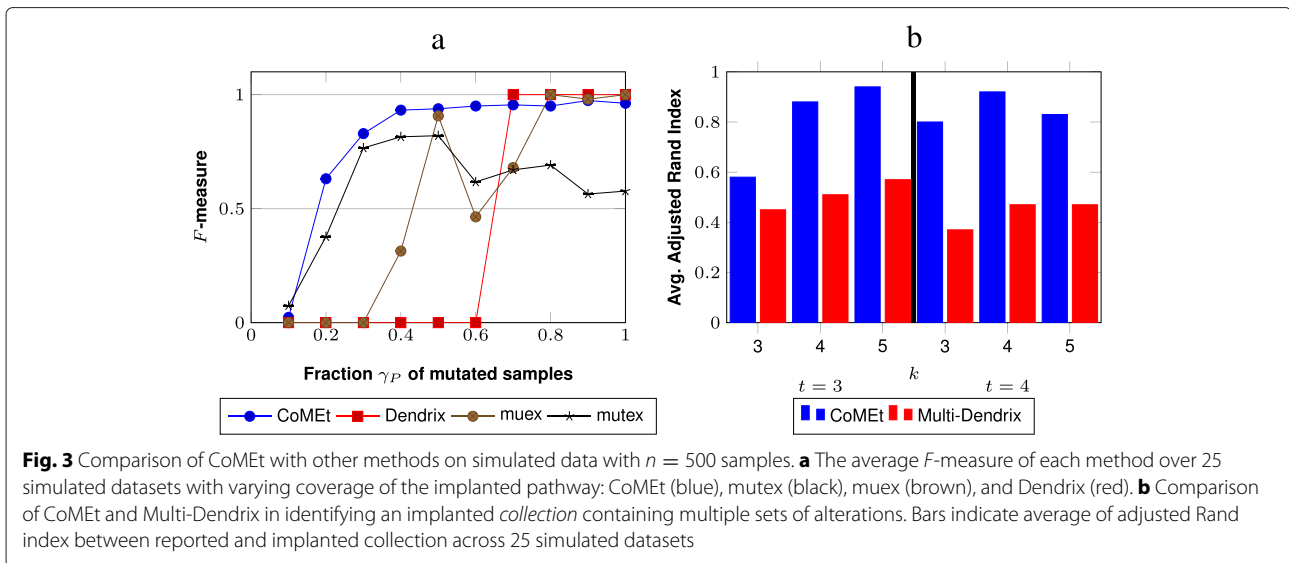 a
1
0.5
0
0
0.2
0.4
0.6
0.8
1
F-measure
Fraction γP of mutated samples
CoMEt Dendrix muex mutex
b
1
0.8
0.6
0.4
0.2
0
3 4 5 3 4 5
Avg. Adjusted Rand Index
k
t = 3 t = 4
CoMEt Multi-Dendrix
Fig. 3 Comparison of CoMEt with other methods on simulated data with n = 500 samples. a The average F-measure of each method over 25
simulated datasets with varying coverage of the implanted pathway: CoMEt (blue), mutex (black), muex (brown), and Dendrix (red). b Comparison
of CoMEt and Multi-Dendrix in identifying an implanted collection containing multiple sets of alterations. Bars indicate average of adjusted Rand
index between reported and implanted collection across 25 simulated datasets